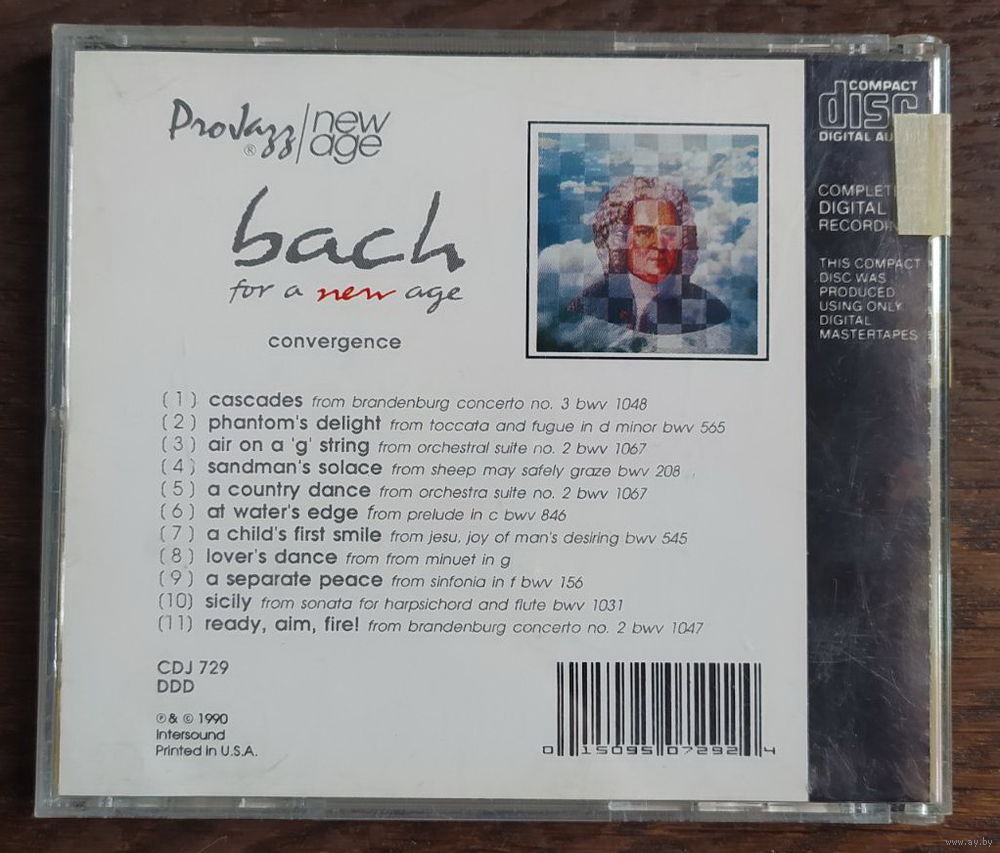 ProJazz ® new age
bach
for a new age
convergence
(1) cascades from brandenburg concerto no. 3 bwv 1048
(2) phantom's delight from toccata and fugue in d minor bwv 565
(3) air on a 'g' string from orchestral suite no. 2 bwv 1067
(4) sandman's solace from sheep may safely graze bwv 208
(5) a country dance from orchestra suite no. 2 bwv 1067
(6) at water's edge from prelude in c bwv 846
(7) a child's first smile from jesu, joy of man's desiring bwv 545
(8) lover's dance from from minuet in g
(9) a separate peace from sinfonia in f bwv 156
(10) sicily from sonata for harpsichord and flute bwv 1031
(11) ready, aim, fire! from brandenburg concerto no. 2 bwv 1047
CDJ 729
DDD
℗ & © 1990
Intersound
Printed in U.S.A.
0 15095 07292 4
COMPACT
disc
DIGITAL AU
COMPLET
DIGITAL
RECORDIN
THIS COMPACT
DISC WAS
PRODUCED
USING ONLY
DIGITAL
MASTERTAPES
www.ay.by